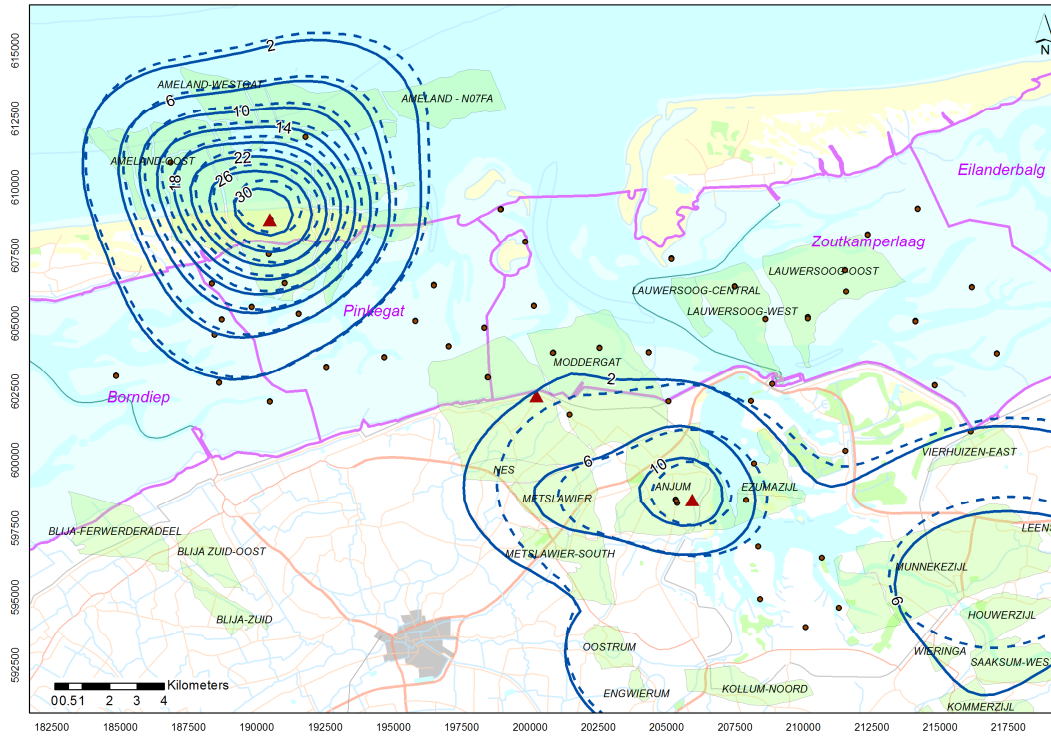 615000
612500
610000
607500
605000
602500
600000
597500
595000
592500
N
2
AMELAND-WESTGAT
AMELAND - N07FA
6
10
14
AMELAND-OOST
22
18
26
30
Eilanderbalg
Zoutkamperlaag
LAUWERSOOG-OOST
LAUWERSOOG-CENTRAL
LAUWERSOOG-WEST
Pinkegat
MODDERGAT
2
Borndiep
VIERHUIZEN-EAST
6
10
NES
ANJUM
EZUMAZIJL
METSLAWIER
LEENS
BLIJA-FERWERDERADEEL
BLIJA ZUID-OOST
METSLAWIER-SOUTH
MUNNEKEZIJL
6
HOUWERZIJL
BLIJA-ZUID
OOSTRUM
WIERINGA
SAAKSUM-WES
ENGWIERUM
KOLLUM-NOORD
KOMMERZIJL
Kilometers
0 0.5 1 2 3 4
182500 185000 187500 190000 192500 195000 197500 200000 202500 205000 207500 210000 212500 215000 217500